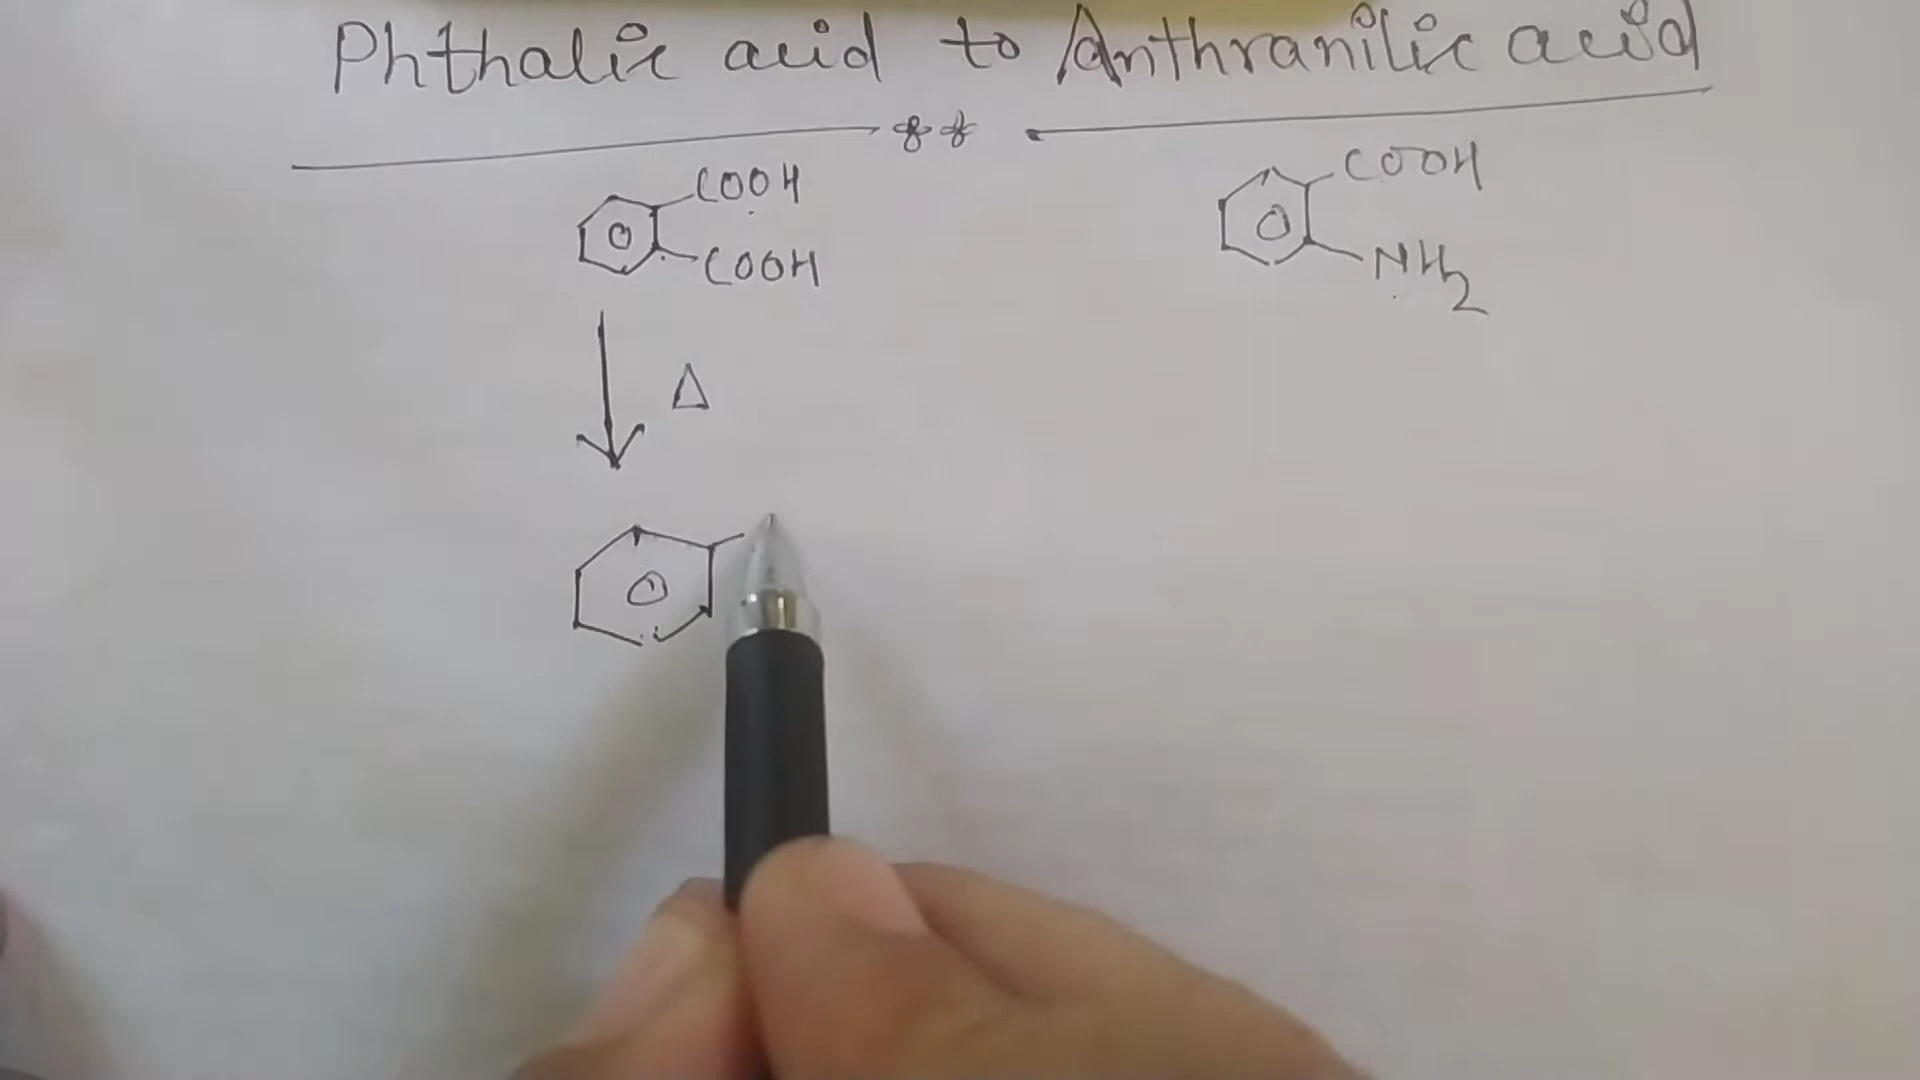 Phthalic acid to Anthranilic acid
COOH
COOH
COOH
NH2
Δ